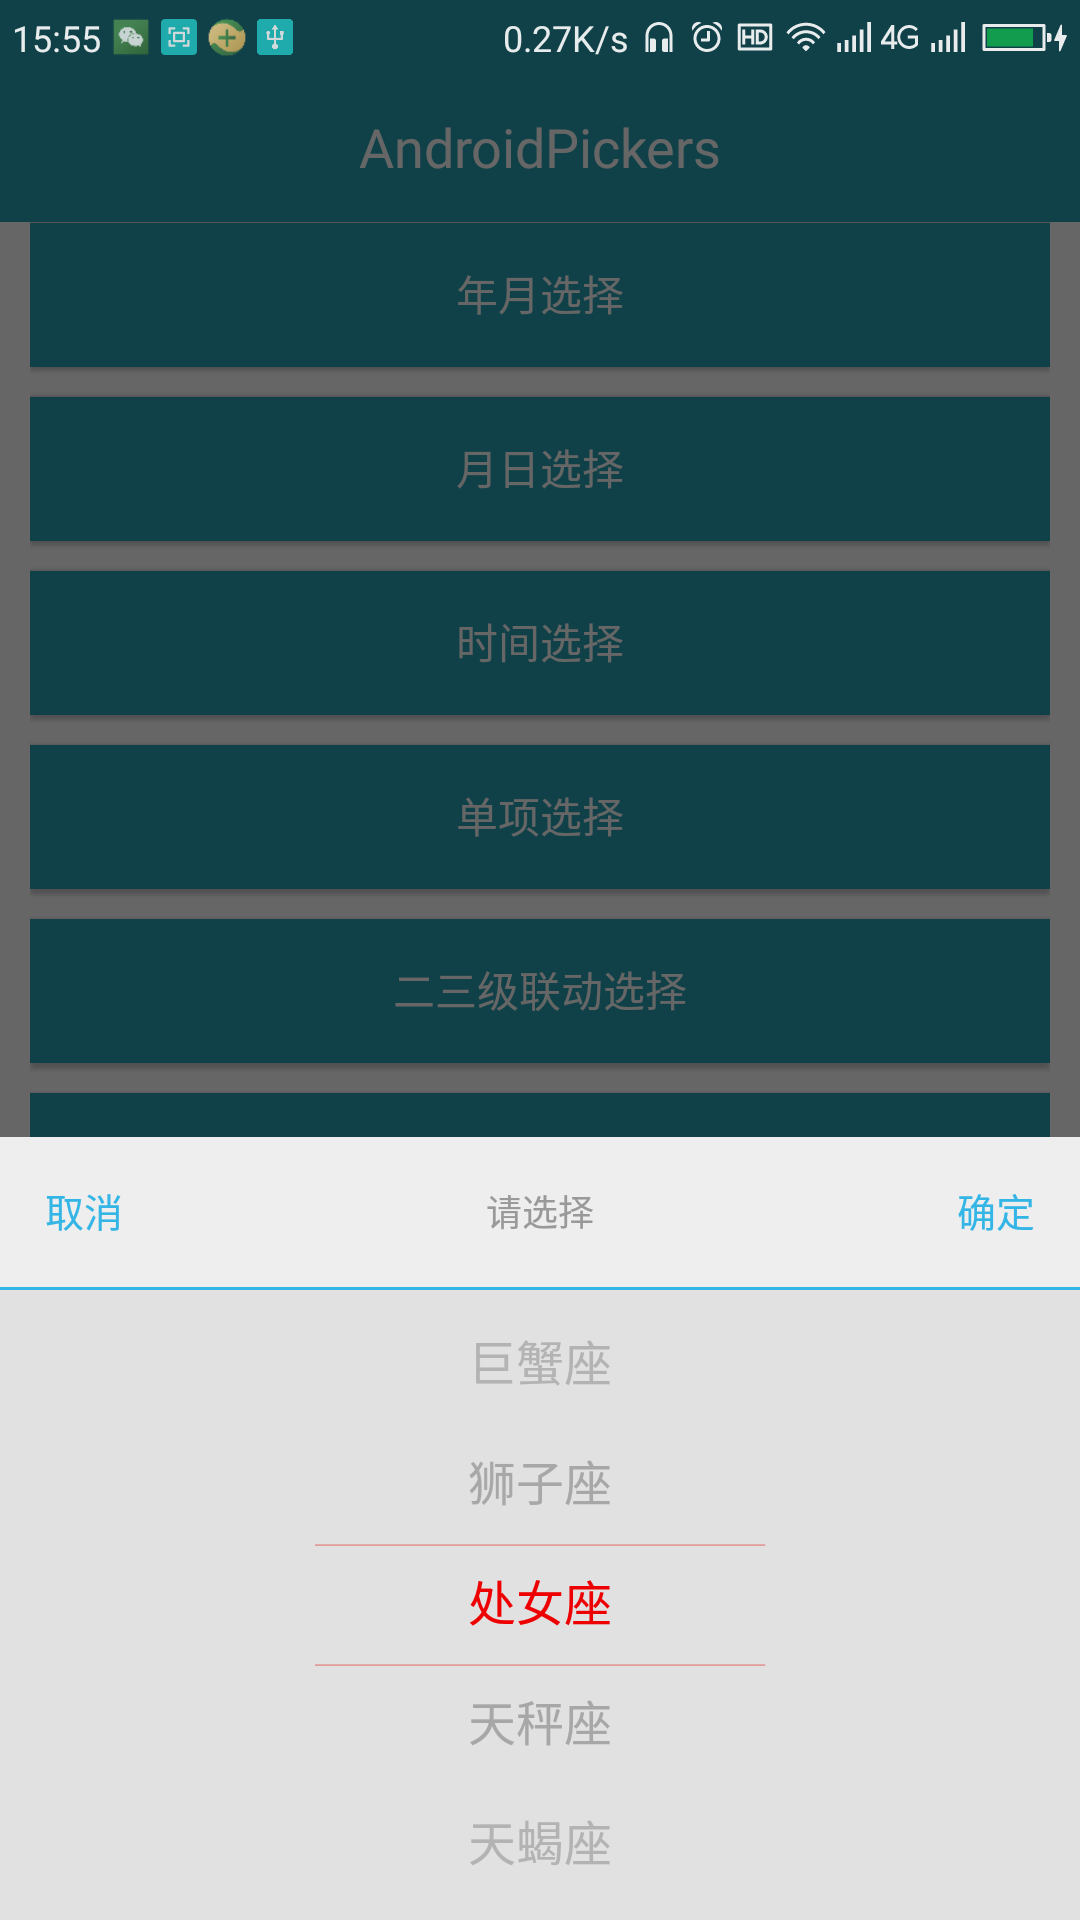 15:55 0.27K/s HD 4G
AndroidPickers
年月选择
月日选择
时间选择
单项选择
二三级联动选择
取消 请选择 确定
巨蟹座
狮子座
处女座
天秤座
天蝎座